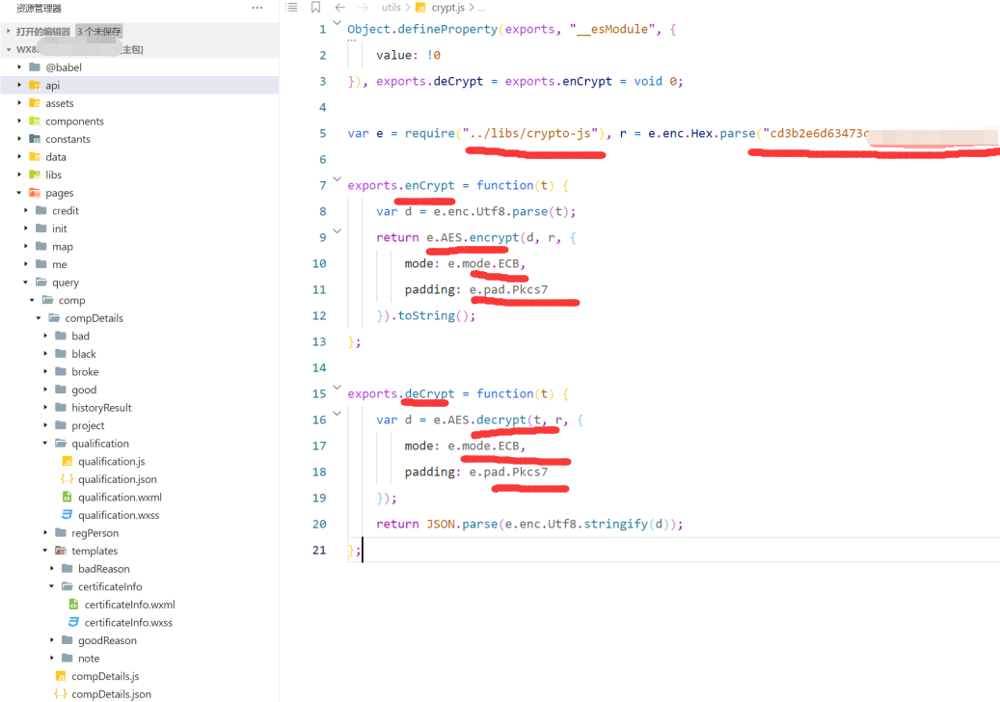 资源管理器 ···
打开的编辑器 3 个未保存
WX8. [主包]
@babel
api
assets
components
constants
data
libs
pages
credit
init
map
me
query
comp
compDetails
bad
black
broke
good
historyResult
project
qualification
qualification.js
qualification.json
qualification.wxml
qualification.wxss
regPerson
templates
badReason
certificateInfo
certificateInfo.wxml
certificateInfo.wxss
goodReason
note
compDetails.js
compDetails.json
utils > crypt.js > ...
1 Object.defineProperty(exports, "__esModule", {
2 value: !0
3 }), exports.deCrypt = exports.enCrypt = void 0;
4
5 var e = require("../libs/crypto-js"), r = e.enc.Hex.parse("cd3b2e6d63473c
6
7 exports.enCrypt = function(t) {
8 var d = e.enc.Utf8.parse(t);
9 return e.AES.encrypt(d, r, {
10 mode: e.mode.ECB,
11 padding: e.pad.Pkcs7
12 }).toString();
13 };
14
15 exports.deCrypt = function(t) {
16 var d = e.AES.decrypt(t, r, {
17 mode: e.mode.ECB,
18 padding: e.pad.Pkcs7
19 });
20 return JSON.parse(e.enc.Utf8.stringify(d));
21 };